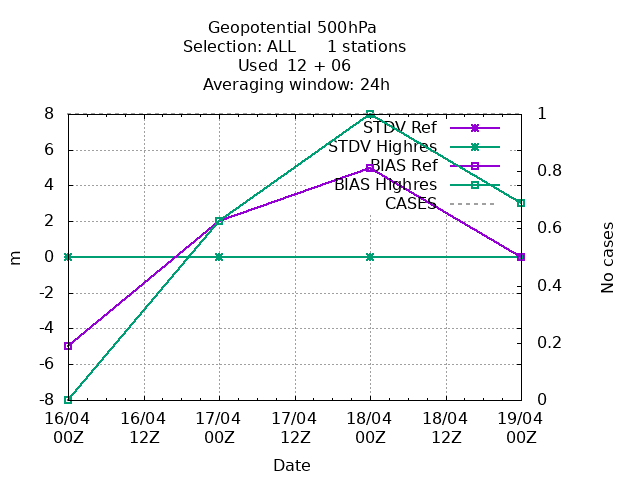 Geopotential 500hPa
Selection: ALL 1 stations
Used 12 + 06
Averaging window: 24h
STDV Ref
STDV Highres
BIAS Ref
BIAS Highres
CASES
8
6
4
2
0
-2
-4
-6
-8
m
1
0.8
0.6
0.4
0.2
0
No cases
16/04 16/04 17/04 17/04 18/04 18/04 19/04
00Z 12Z 00Z 12Z 00Z 12Z 00Z
Date